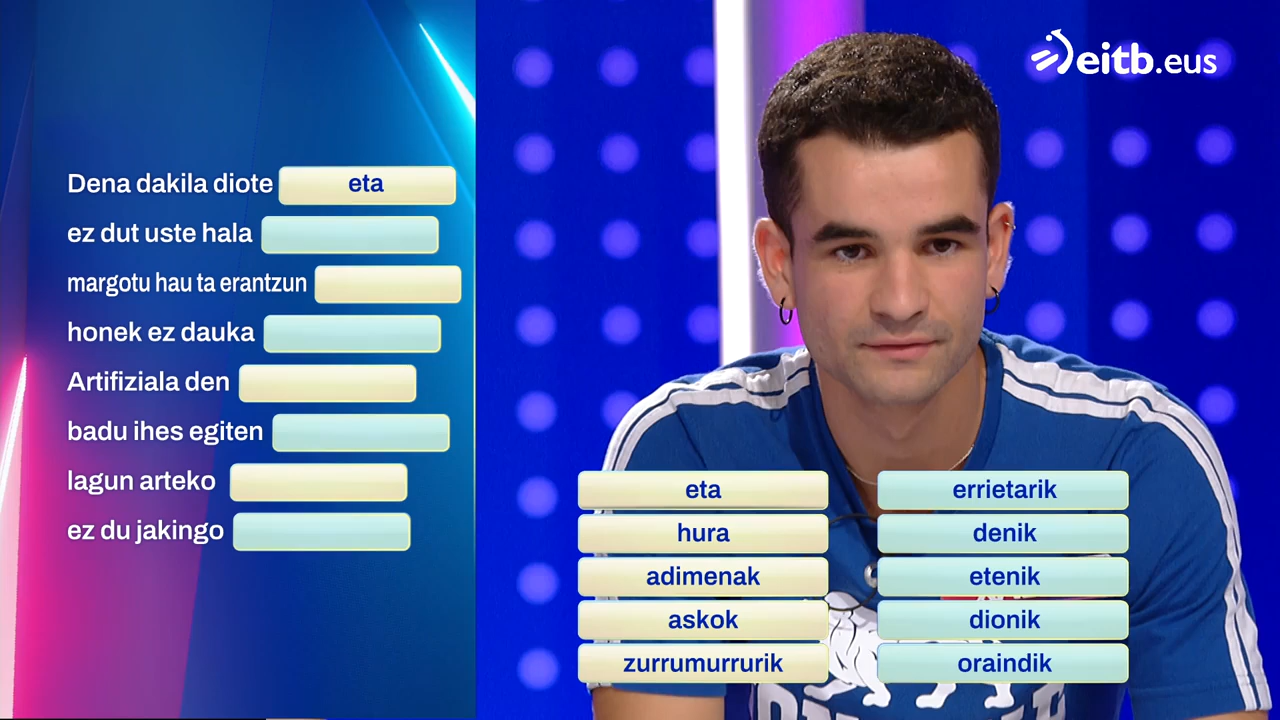 eitb.eus
Dena dakila diote eta
ez dut uste hala
margotu hau ta erantzun
honek ez dauka
Artifiziala den
badu ihes egiten
lagun arteko
ez du jakingo
eta errietarik
hura denik
adimenak etenik
askok dionik
zurrumurrurik oraindik